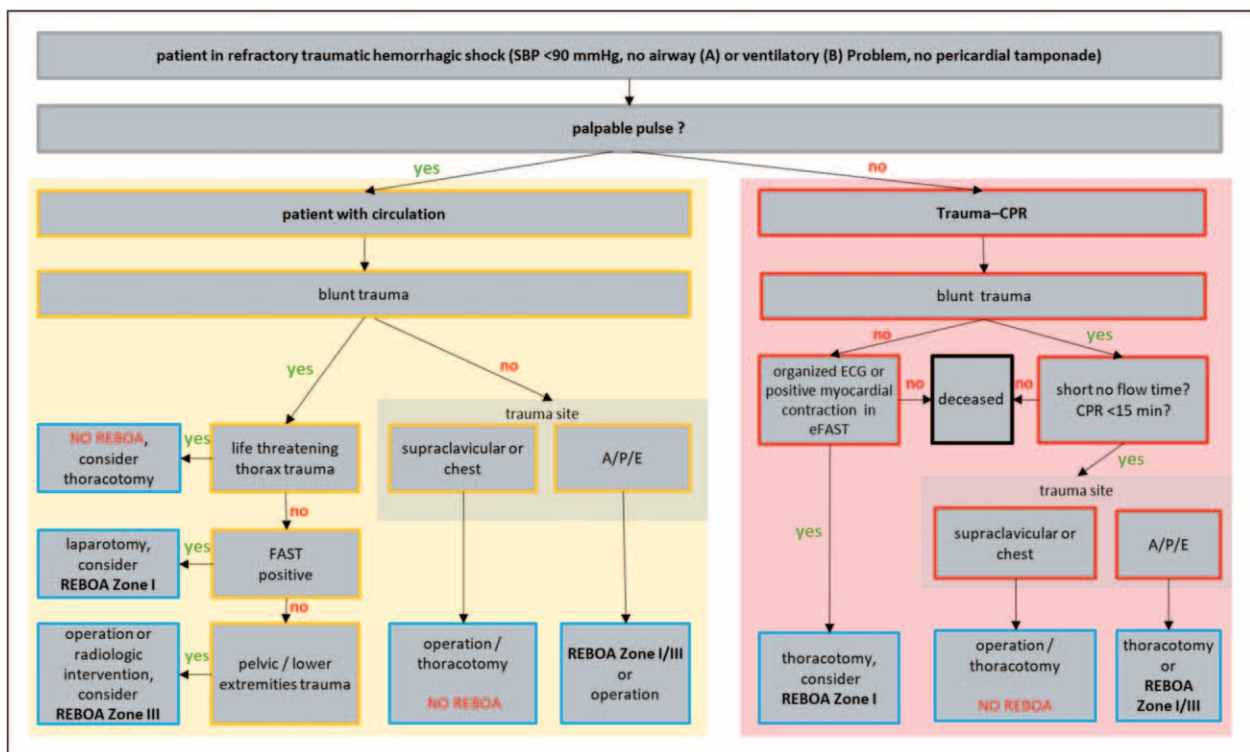 patient in refractory traumatic hemorrhagic shock (SBP <90 mmHg, no airway (A) or ventilatory (B) Problem, no pericardial tamponade)
palpable pulse ?
yes
no
patient with circulation
blunt trauma
yes
no
life threatening
thorax trauma
yes
NO REBOA,
consider
thoracotomy
no
FAST
positive
yes
laparotomy,
consider
REBOA Zone I
no
pelvic / lower
extremities trauma
yes
operation or
radiologic
intervention,
consider
REBOA Zone III
trauma site
supraclavicular or
chest
A/P/E
operation /
thoracotomy
NO REBOA
REBOA Zone I/III
or
operation
Trauma–CPR
blunt trauma
no
yes
organized ECG or
positive myocardial
contraction in
eFAST
no
deceased
no
short no flow time?
CPR <15 min?
yes
yes
trauma site
supraclavicular or
chest
A/P/E
thoracotomy,
consider
REBOA Zone I
operation /
thoracotomy
NO REBOA
thoracotomy
or
REBOA
Zone I/III